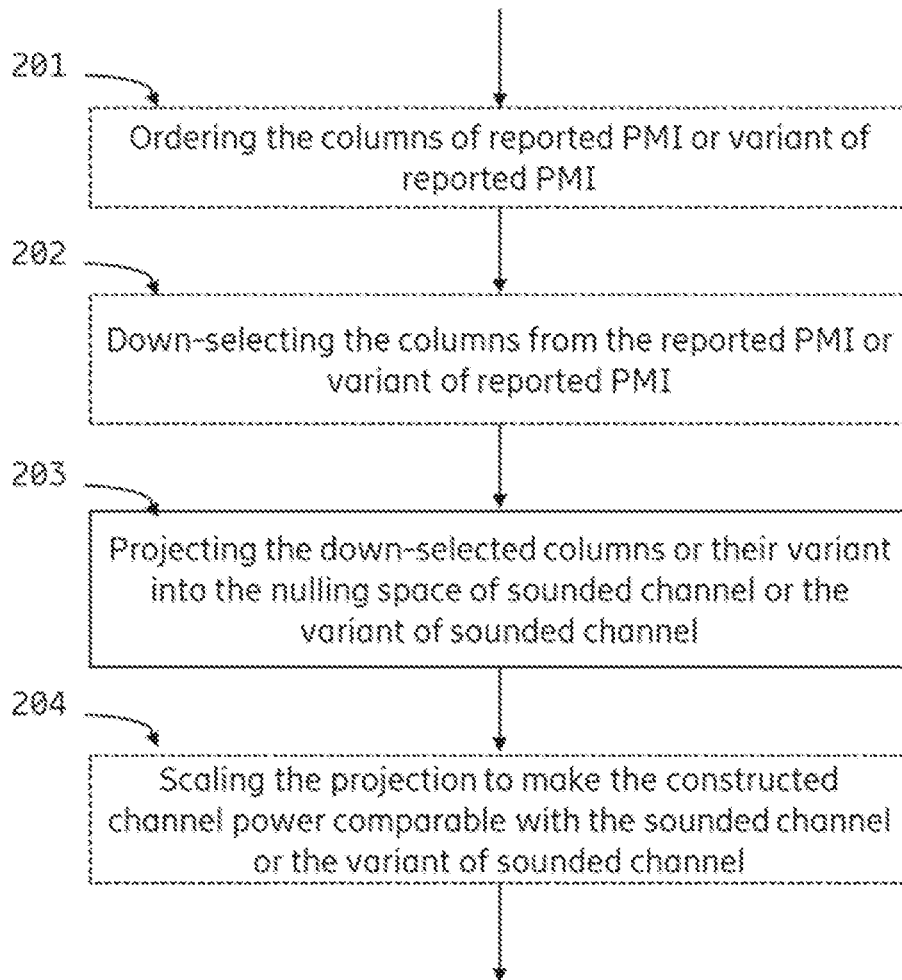 201
Ordering the columns of reported PMI or variant of
reported PMI
202
Down-selecting the columns from the reported PMI or
variant of reported PMI
203
Projecting the down-selected columns or their variant
into the nulling space of sounded channel or the
variant of sounded channel
204
Scaling the projection to make the constructed
channel power comparable with the sounded channel
or the variant of sounded channel